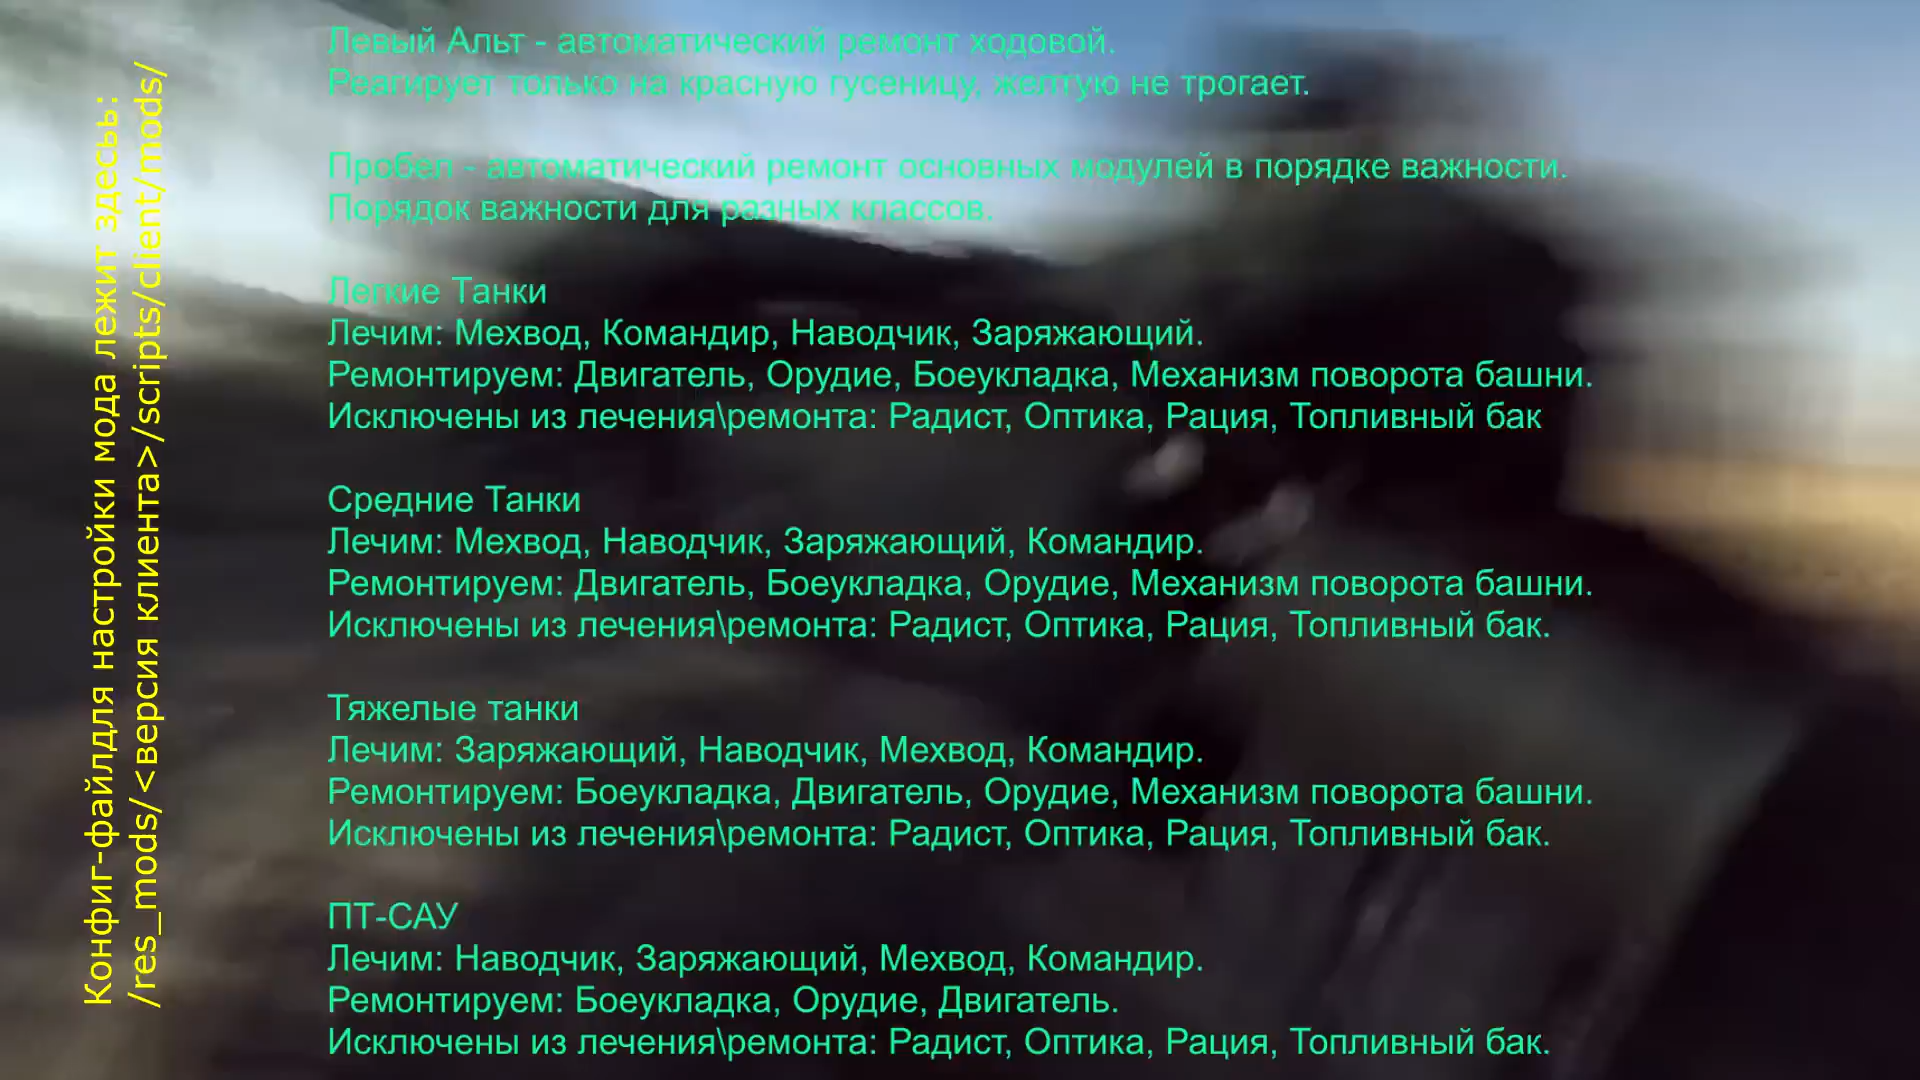 Конфиг-файлдля настройки мода лежит здесьь:
/res_mods/<версия клиента>/scripts/client/mods/
Левый Альт - автоматический ремонт ходовой.
Реагирует только на красную гусеницу, желтую не трогает.
Пробел - автоматический ремонт основных модулей в порядке важности.
Порядок важности для разных классов.
Легкие Танки
Лечим: Мехвод, Командир, Наводчик, Заряжающий.
Ремонтируем: Двигатель, Орудие, Боеукладка, Механизм поворота башни.
Исключены из лечения\ремонта: Радист, Оптика, Рация, Топливный бак
Средние Танки
Лечим: Мехвод, Наводчик, Заряжающий, Командир.
Ремонтируем: Двигатель, Боеукладка, Орудие, Механизм поворота башни.
Исключены из лечения\ремонта: Радист, Оптика, Рация, Топливный бак.
Тяжелые танки
Лечим: Заряжающий, Наводчик, Мехвод, Командир.
Ремонтируем: Боеукладка, Двигатель, Орудие, Механизм поворота башни.
Исключены из лечения\ремонта: Радист, Оптика, Рация, Топливный бак.
ПТ-САУ
Лечим: Наводчик, Заряжающий, Мехвод, Командир.
Ремонтируем: Боеукладка, Орудие, Двигатель.
Исключены из лечения\ремонта: Радист, Оптика, Рация, Топливный бак.